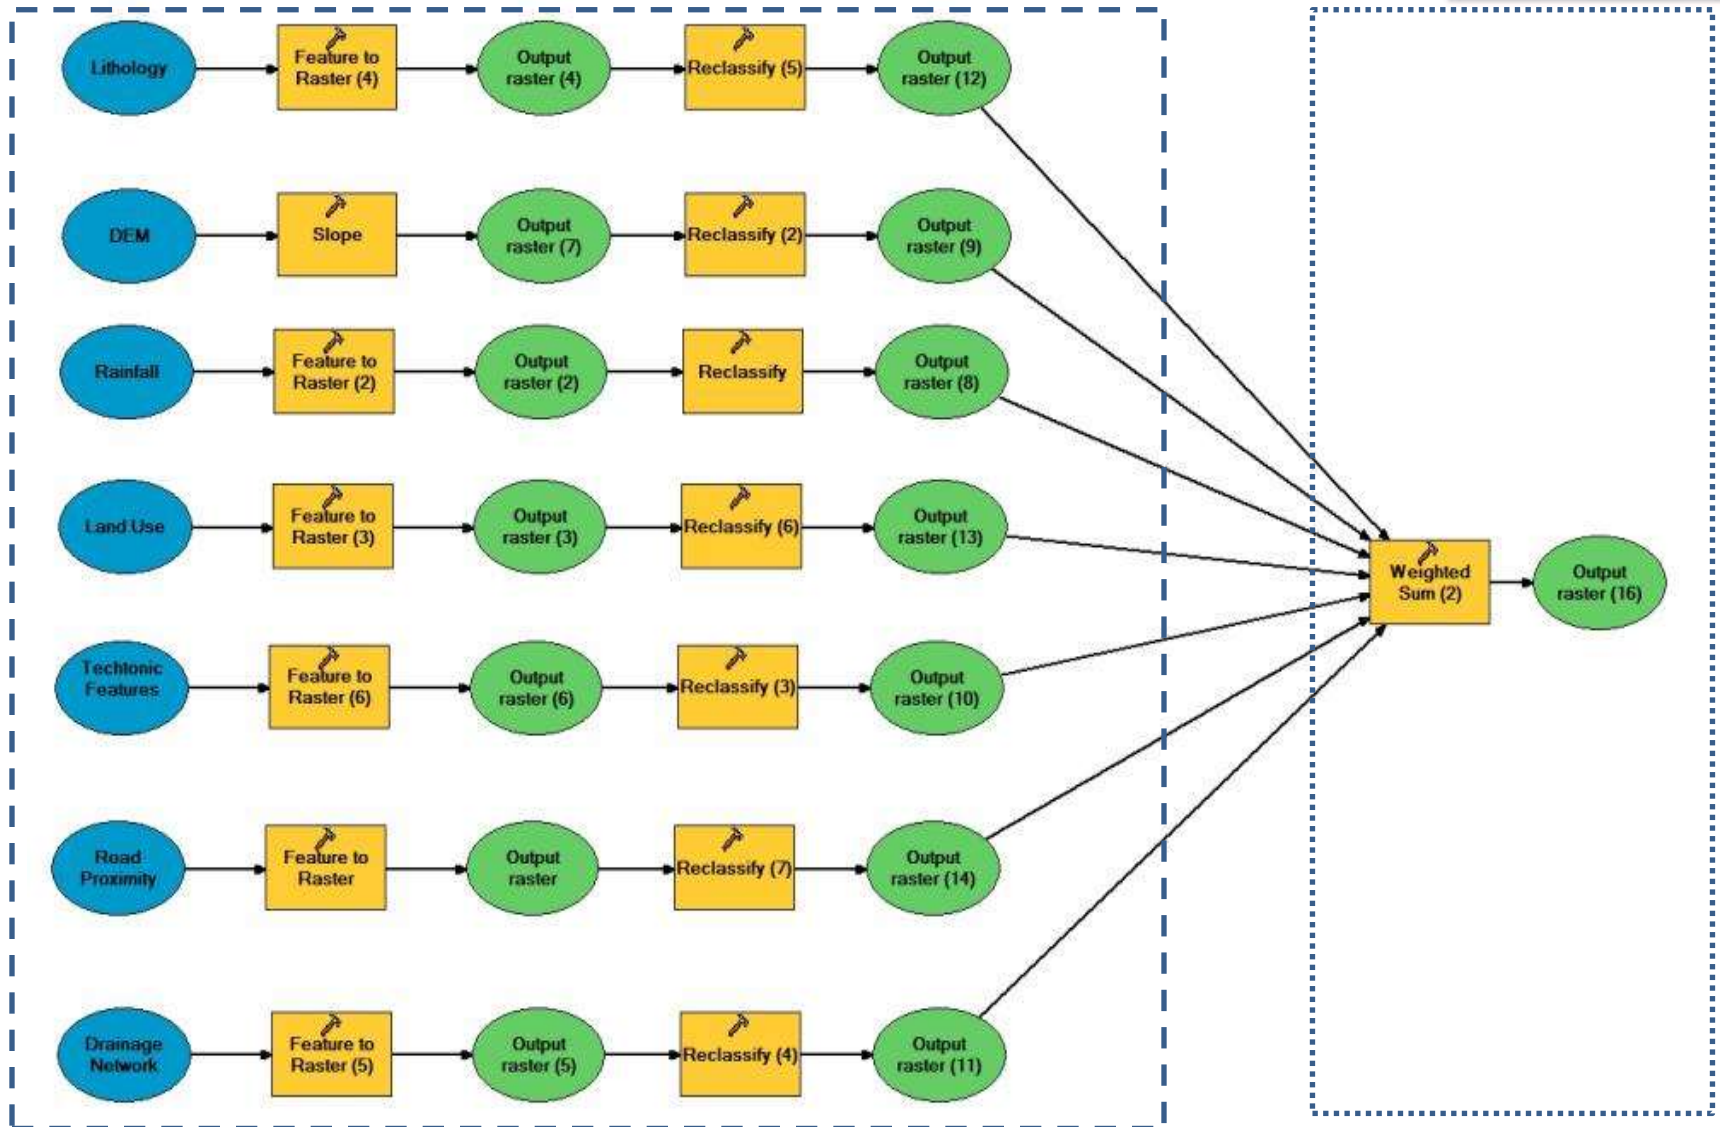 Lithology
Feature to
Raster (4)
Output
raster (4)
Reclassify (5)
Output
raster (12)
DEM
Slope
Output
raster (7)
Reclassify (2)
Output
raster (9)
Rainfall
Feature to
Raster (2)
Output
raster (2)
Reclassify
Output
raster (8)
Land Use
Feature to
Raster (3)
Output
raster (3)
Reclassify (6)
Output
raster (13)
Weighted
Sum (2)
Output
raster (16)
Techtonic
Features
Feature to
Raster (6)
Output
raster (6)
Reclassify (3)
Output
raster (10)
Road
Proximity
Feature to
Raster
Output
raster
Reclassify (7)
Output
raster (14)
Drainage
Network
Feature to
Raster (5)
Output
raster (5)
Reclassify (4)
Output
raster (11)